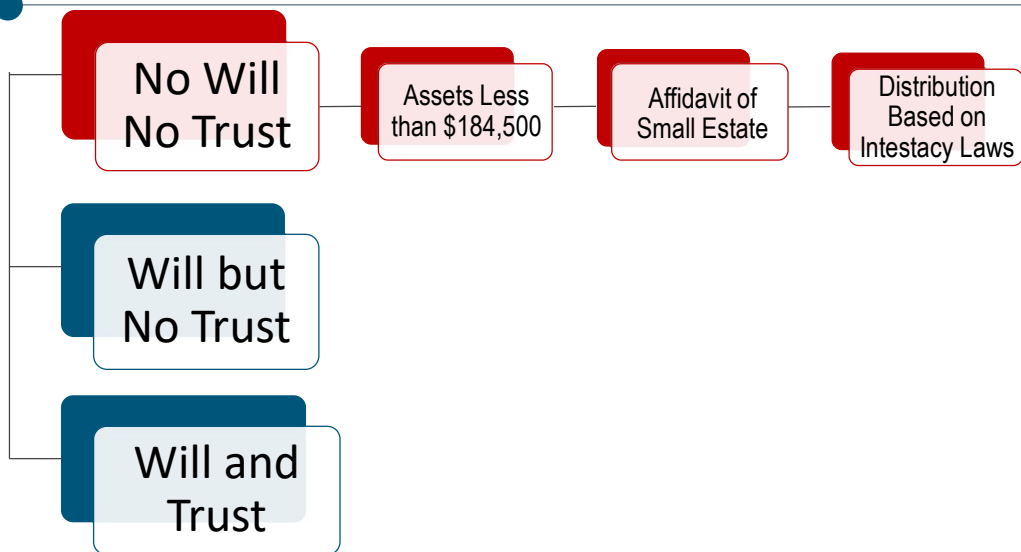 No Will
No Trust
Assets Less
than $184,500
Affidavit of
Small Estate
Distribution
Based on
Intestacy Laws
Will but
No Trust
Will and
Trust